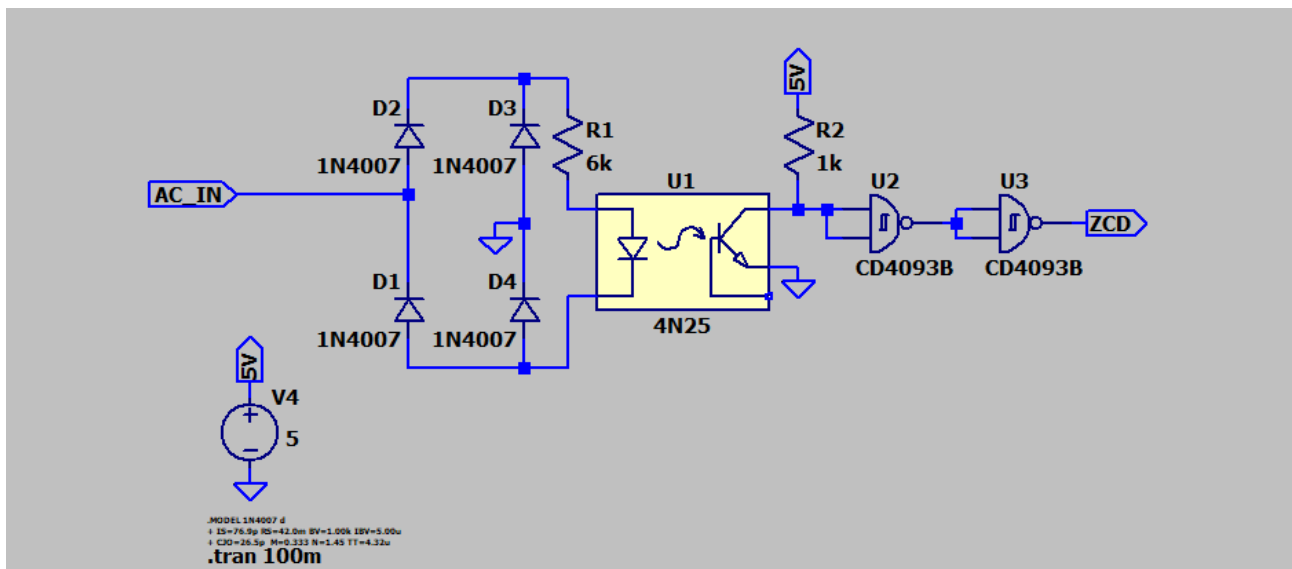 5V
D2
D3
R1
R2
1N4007
1N4007
6k
1k
AC_IN
U1
U2
U3
ZCD
CD4093B
CD4093B
D1
D4
1N4007
1N4007
4N25
5V
V4
5
.MODEL 1N4007 d
+ IS=76.9p RS=42.0m BV=1.00k IBV=5.00u
+ CJO=26.5p M=0.333 N=1.45 TT=4.32u
.tran 100m